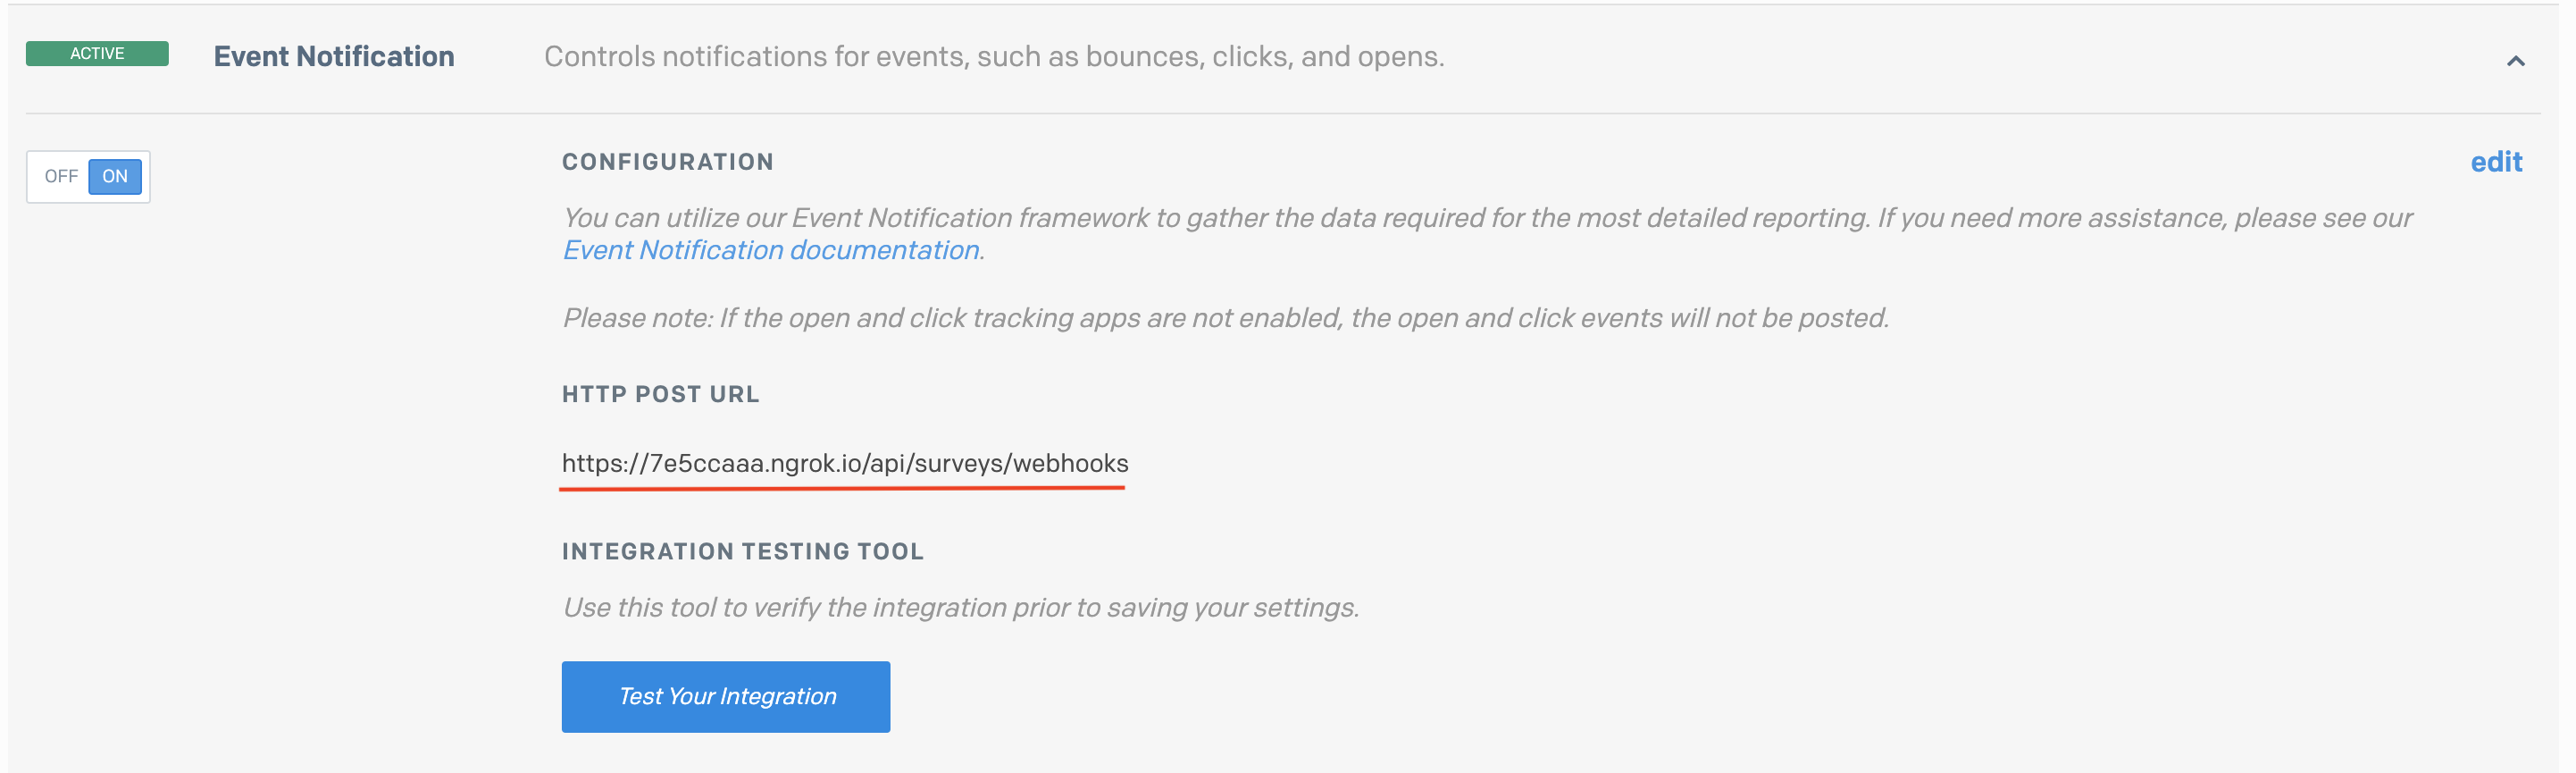 ACTIVE Event Notification Controls notifications for events, such as bounces, clicks, and opens.
OFF ON
CONFIGURATION
edit
You can utilize our Event Notification framework to gather the data required for the most detailed reporting. If you need more assistance, please see our
Event Notification documentation.
Please note: If the open and click tracking apps are not enabled, the open and click events will not be posted.
HTTP POST URL
https://7e5ccaaa.ngrok.io/api/surveys/webhooks
INTEGRATION TESTING TOOL
Use this tool to verify the integration prior to saving your settings.
Test Your Integration